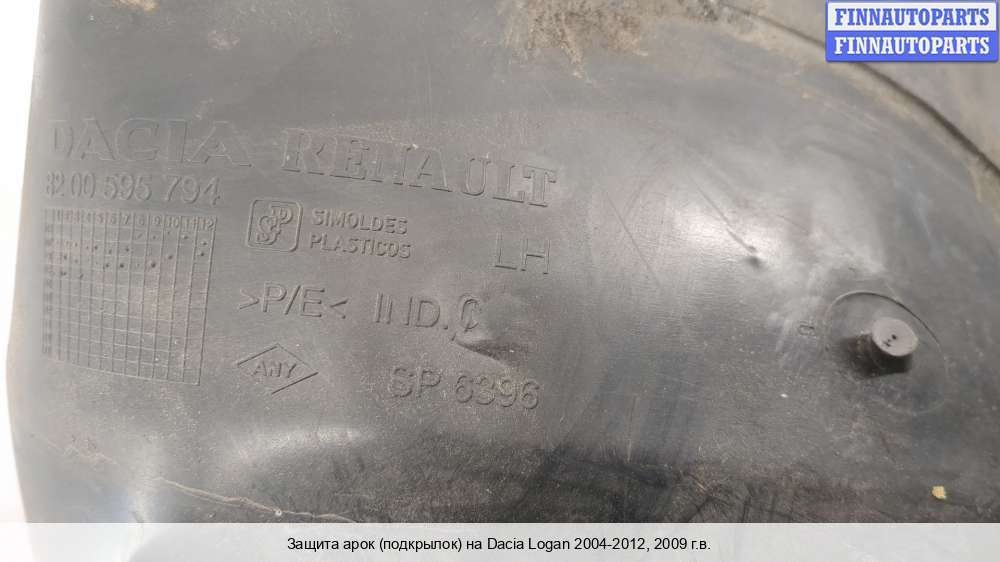 FINNAUTOPARTS
FINNAUTOPARTS
DACIA RENAULT
8200 595 794
SIMOLDES
PLASTICOS
LH
>P/E< IND.C
ANY
SP 6396
Защита арок (подкрылок) на Dacia Logan 2004-2012, 2009 г.в.